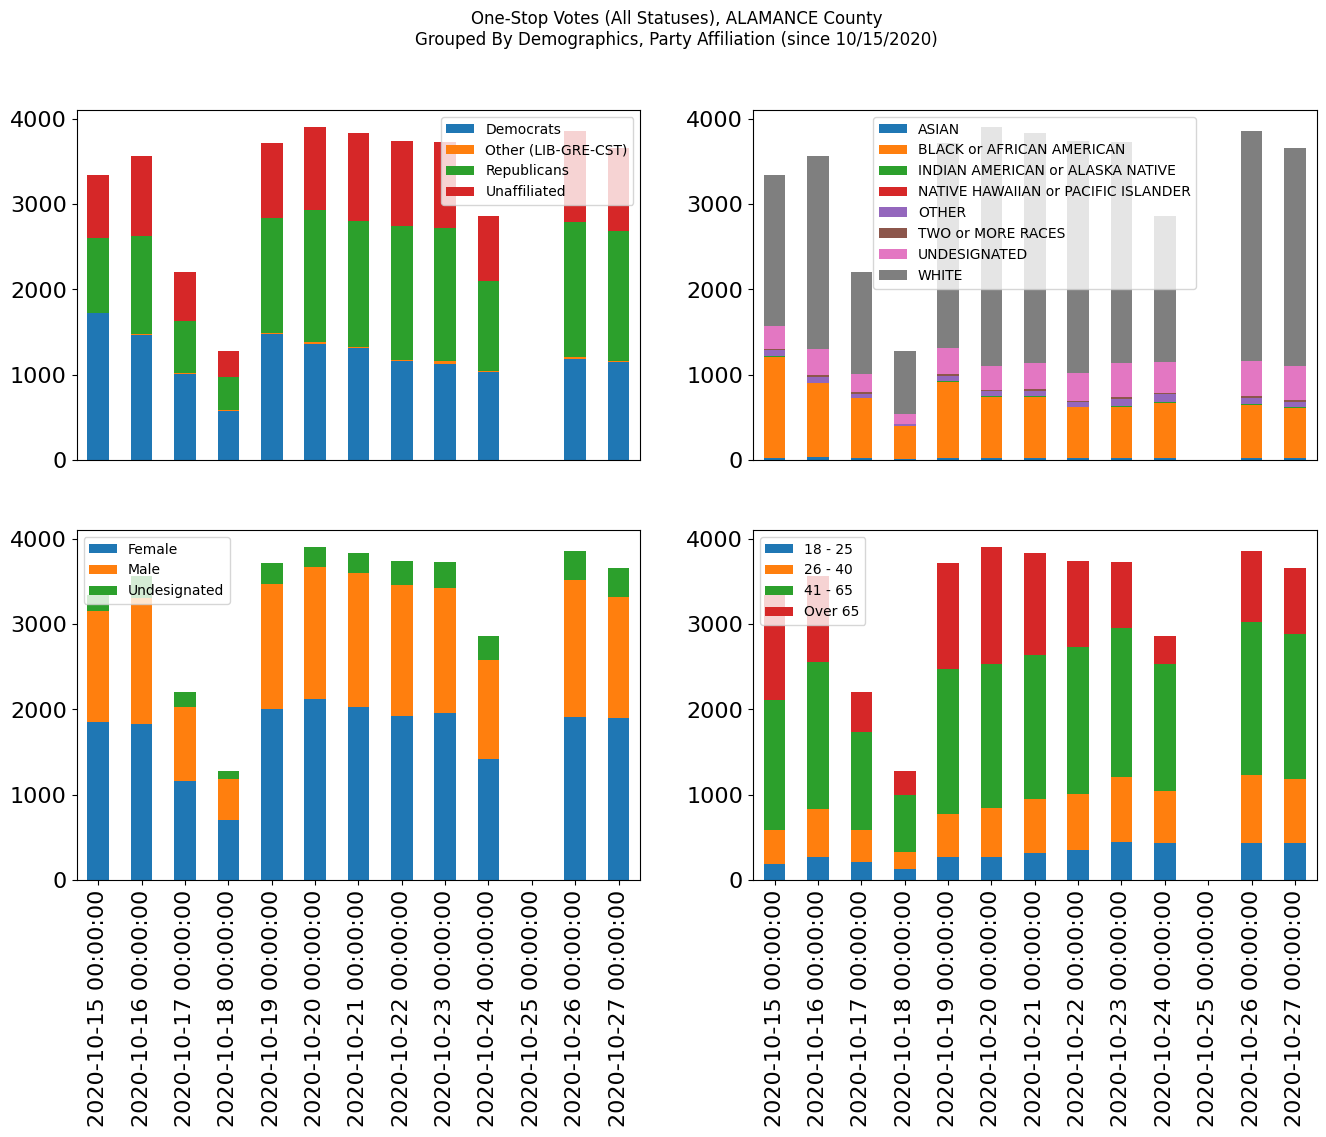 One-Stop Votes (All Statuses), ALAMANCE County
Grouped By Demographics, Party Affiliation (since 10/15/2020)
4000
3000
2000
1000
0
Democrats
Other (LIB-GRE-CST)
Republicans
Unaffiliated
4000
3000
2000
1000
0
ASIAN
BLACK or AFRICAN AMERICAN
INDIAN AMERICAN or ALASKA NATIVE
NATIVE HAWAIIAN or PACIFIC ISLANDER
OTHER
TWO or MORE RACES
UNDESIGNATED
WHITE
4000
3000
2000
1000
0
Female
Male
Undesignated
2020-10-15 00:00:00
2020-10-16 00:00:00
2020-10-17 00:00:00
2020-10-18 00:00:00
2020-10-19 00:00:00
2020-10-20 00:00:00
2020-10-21 00:00:00
2020-10-22 00:00:00
2020-10-23 00:00:00
2020-10-24 00:00:00
2020-10-25 00:00:00
2020-10-26 00:00:00
2020-10-27 00:00:00
4000
3000
2000
1000
0
18 - 25
26 - 40
41 - 65
Over 65
2020-10-15 00:00:00
2020-10-16 00:00:00
2020-10-17 00:00:00
2020-10-18 00:00:00
2020-10-19 00:00:00
2020-10-20 00:00:00
2020-10-21 00:00:00
2020-10-22 00:00:00
2020-10-23 00:00:00
2020-10-24 00:00:00
2020-10-25 00:00:00
2020-10-26 00:00:00
2020-10-27 00:00:00